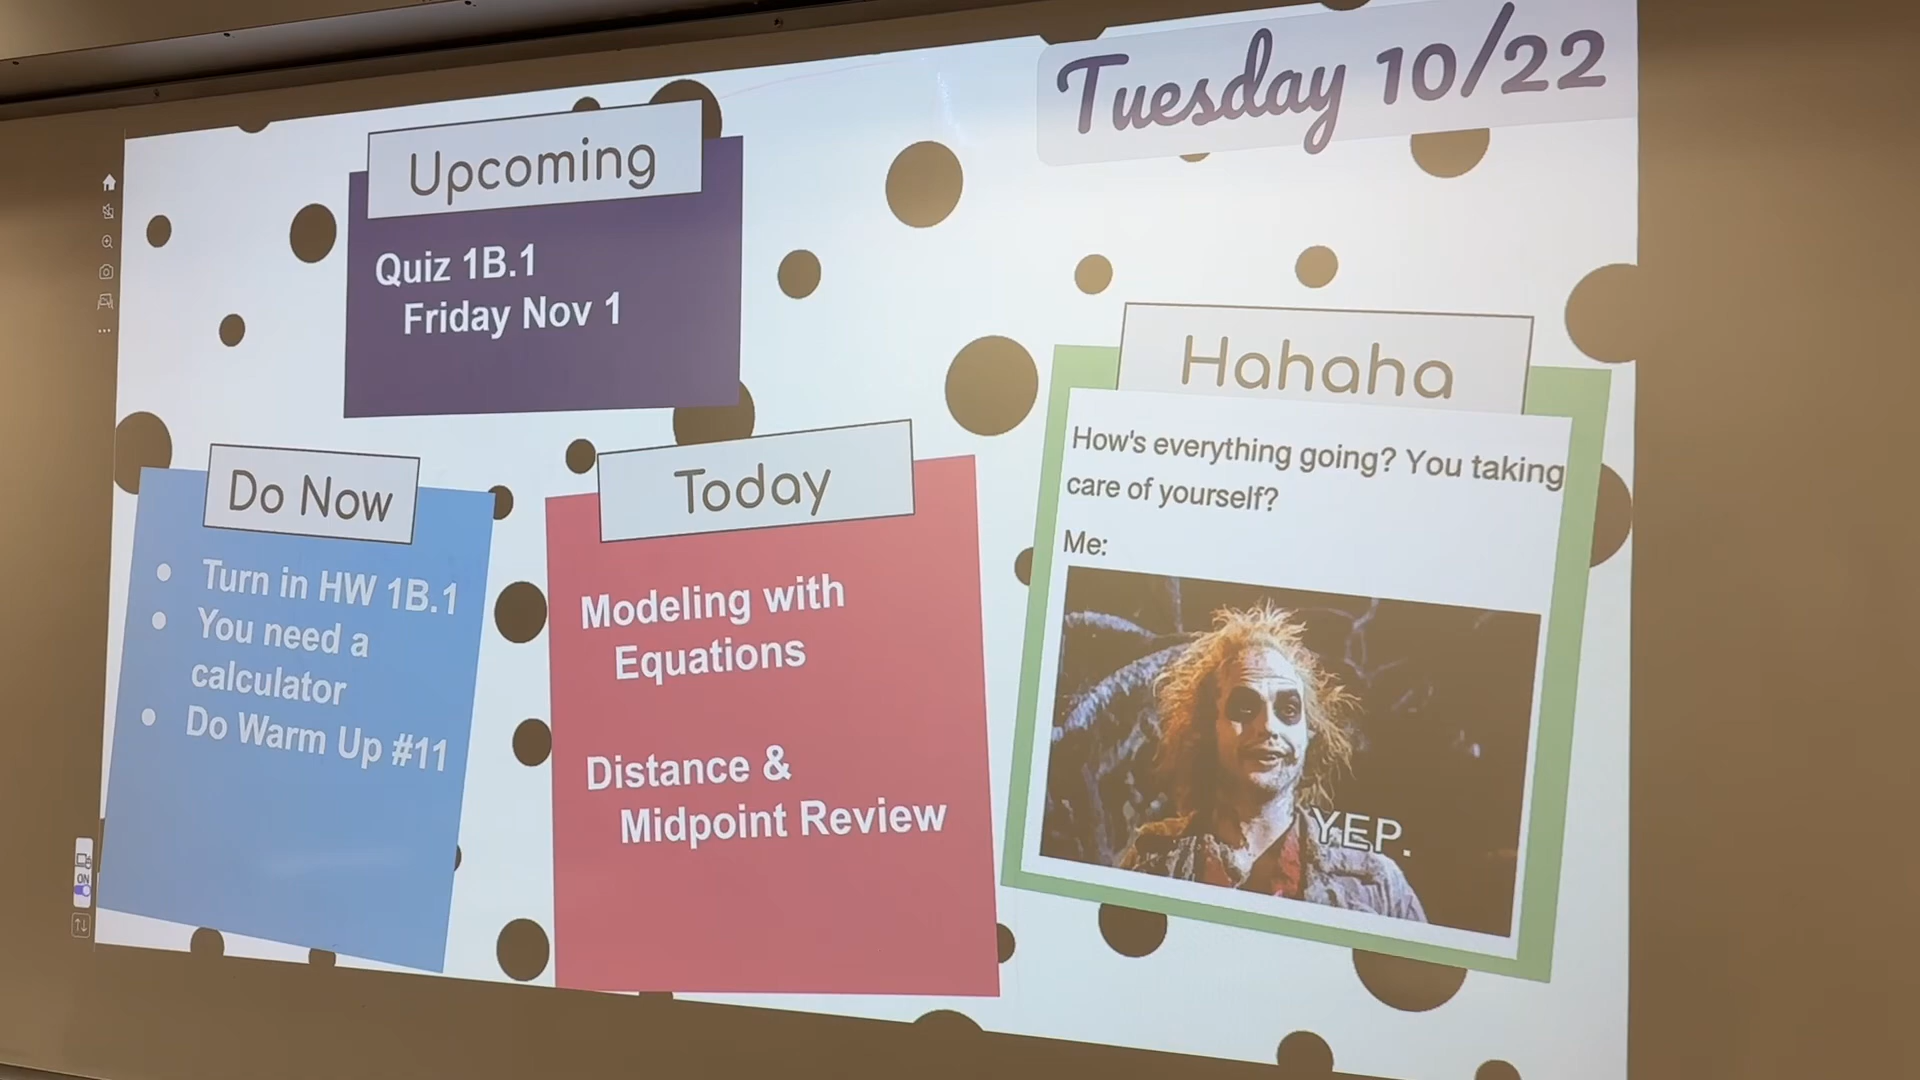 Tuesday 10/22
Upcoming
Quiz 1B.1
Friday Nov 1
Do Now
• Turn in HW 1B.1
• You need a
calculator
• Do Warm Up #11
Today
Modeling with
Equations
Distance &
Midpoint Review
Hahaha
How's everything going? You taking
care of yourself?
Me:
YEP.
ON